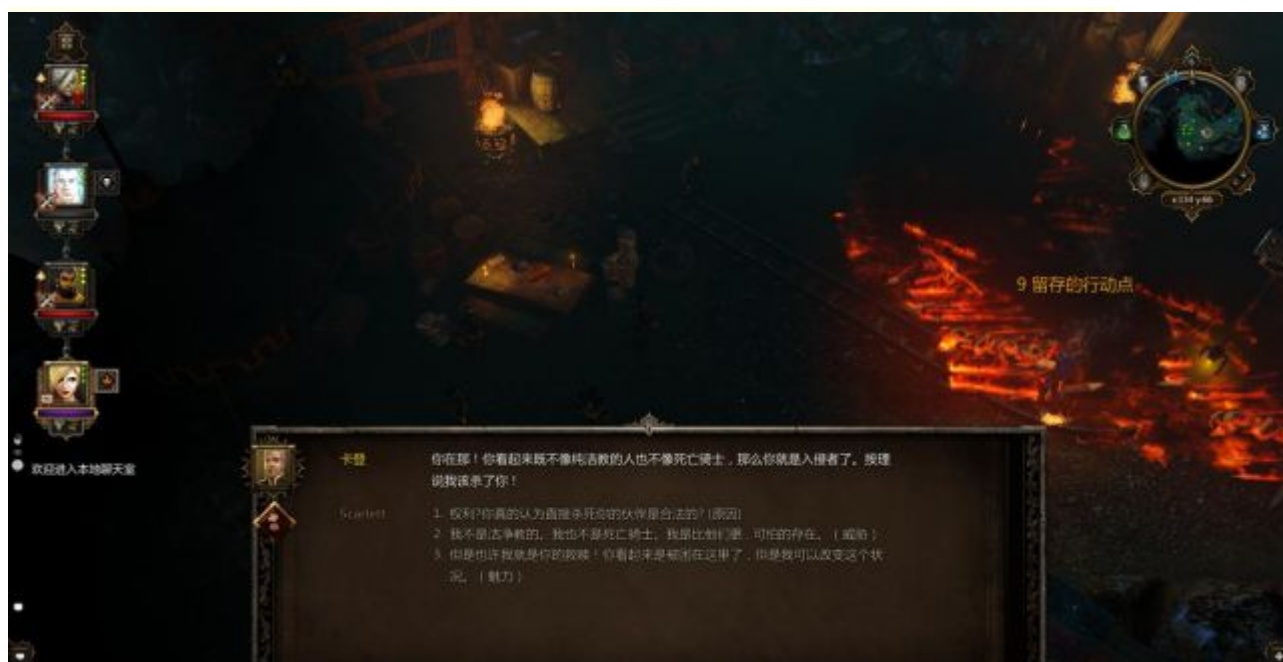 x334 y:66
9 留存的行动点
欢迎进入本地聊天室
卡登
你在那！你看起来既不像纯洁教的人也不像死亡骑士，那么你就是入侵者了。按理
说我该杀了你！
Scarlett
1. 权利?你真的认为直接杀死你的伙伴是合法的? (原因)
2. 我不是洁净教的，我也不是死亡骑士。我是比他们更 可怕的存在。（威胁）
3. 但是也许我就是你的救赎！你看起来是被困在这里了，但是我可以改变这个状
况。（魅力）